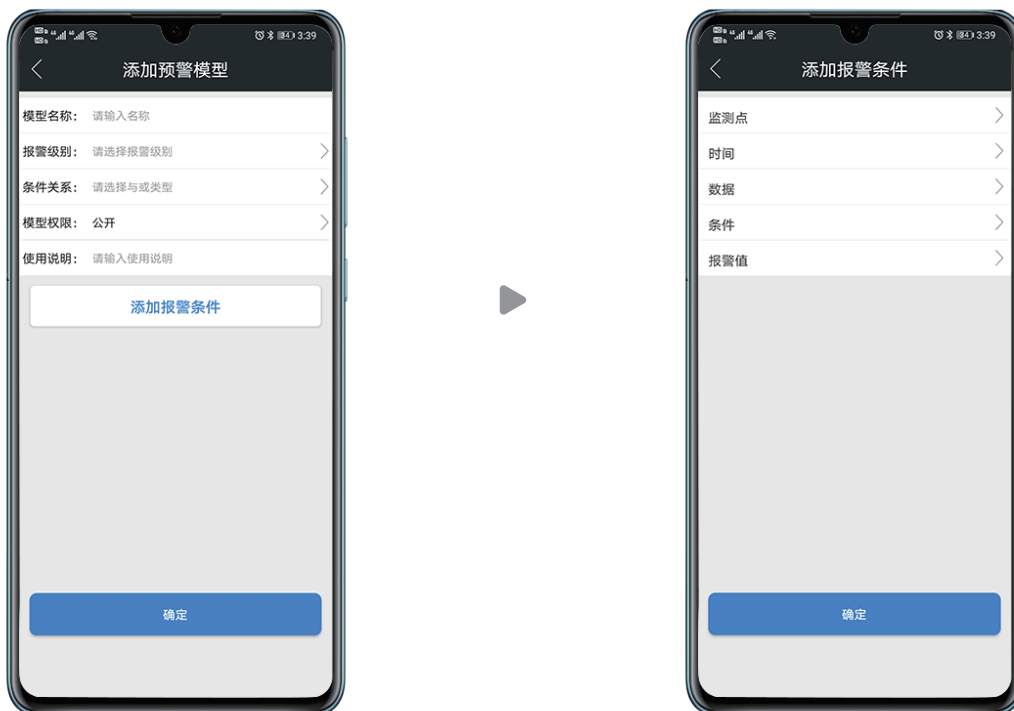 84 3:39
添加预警模型
模型名称： 请输入名称
报警级别： 请选择报警级别
条件关系： 请选择与或类型
模型权限： 公开
使用说明： 请输入使用说明
添加报警条件
确定
84 3:39
添加报警条件
监测点
时间
数据
条件
报警值
确定